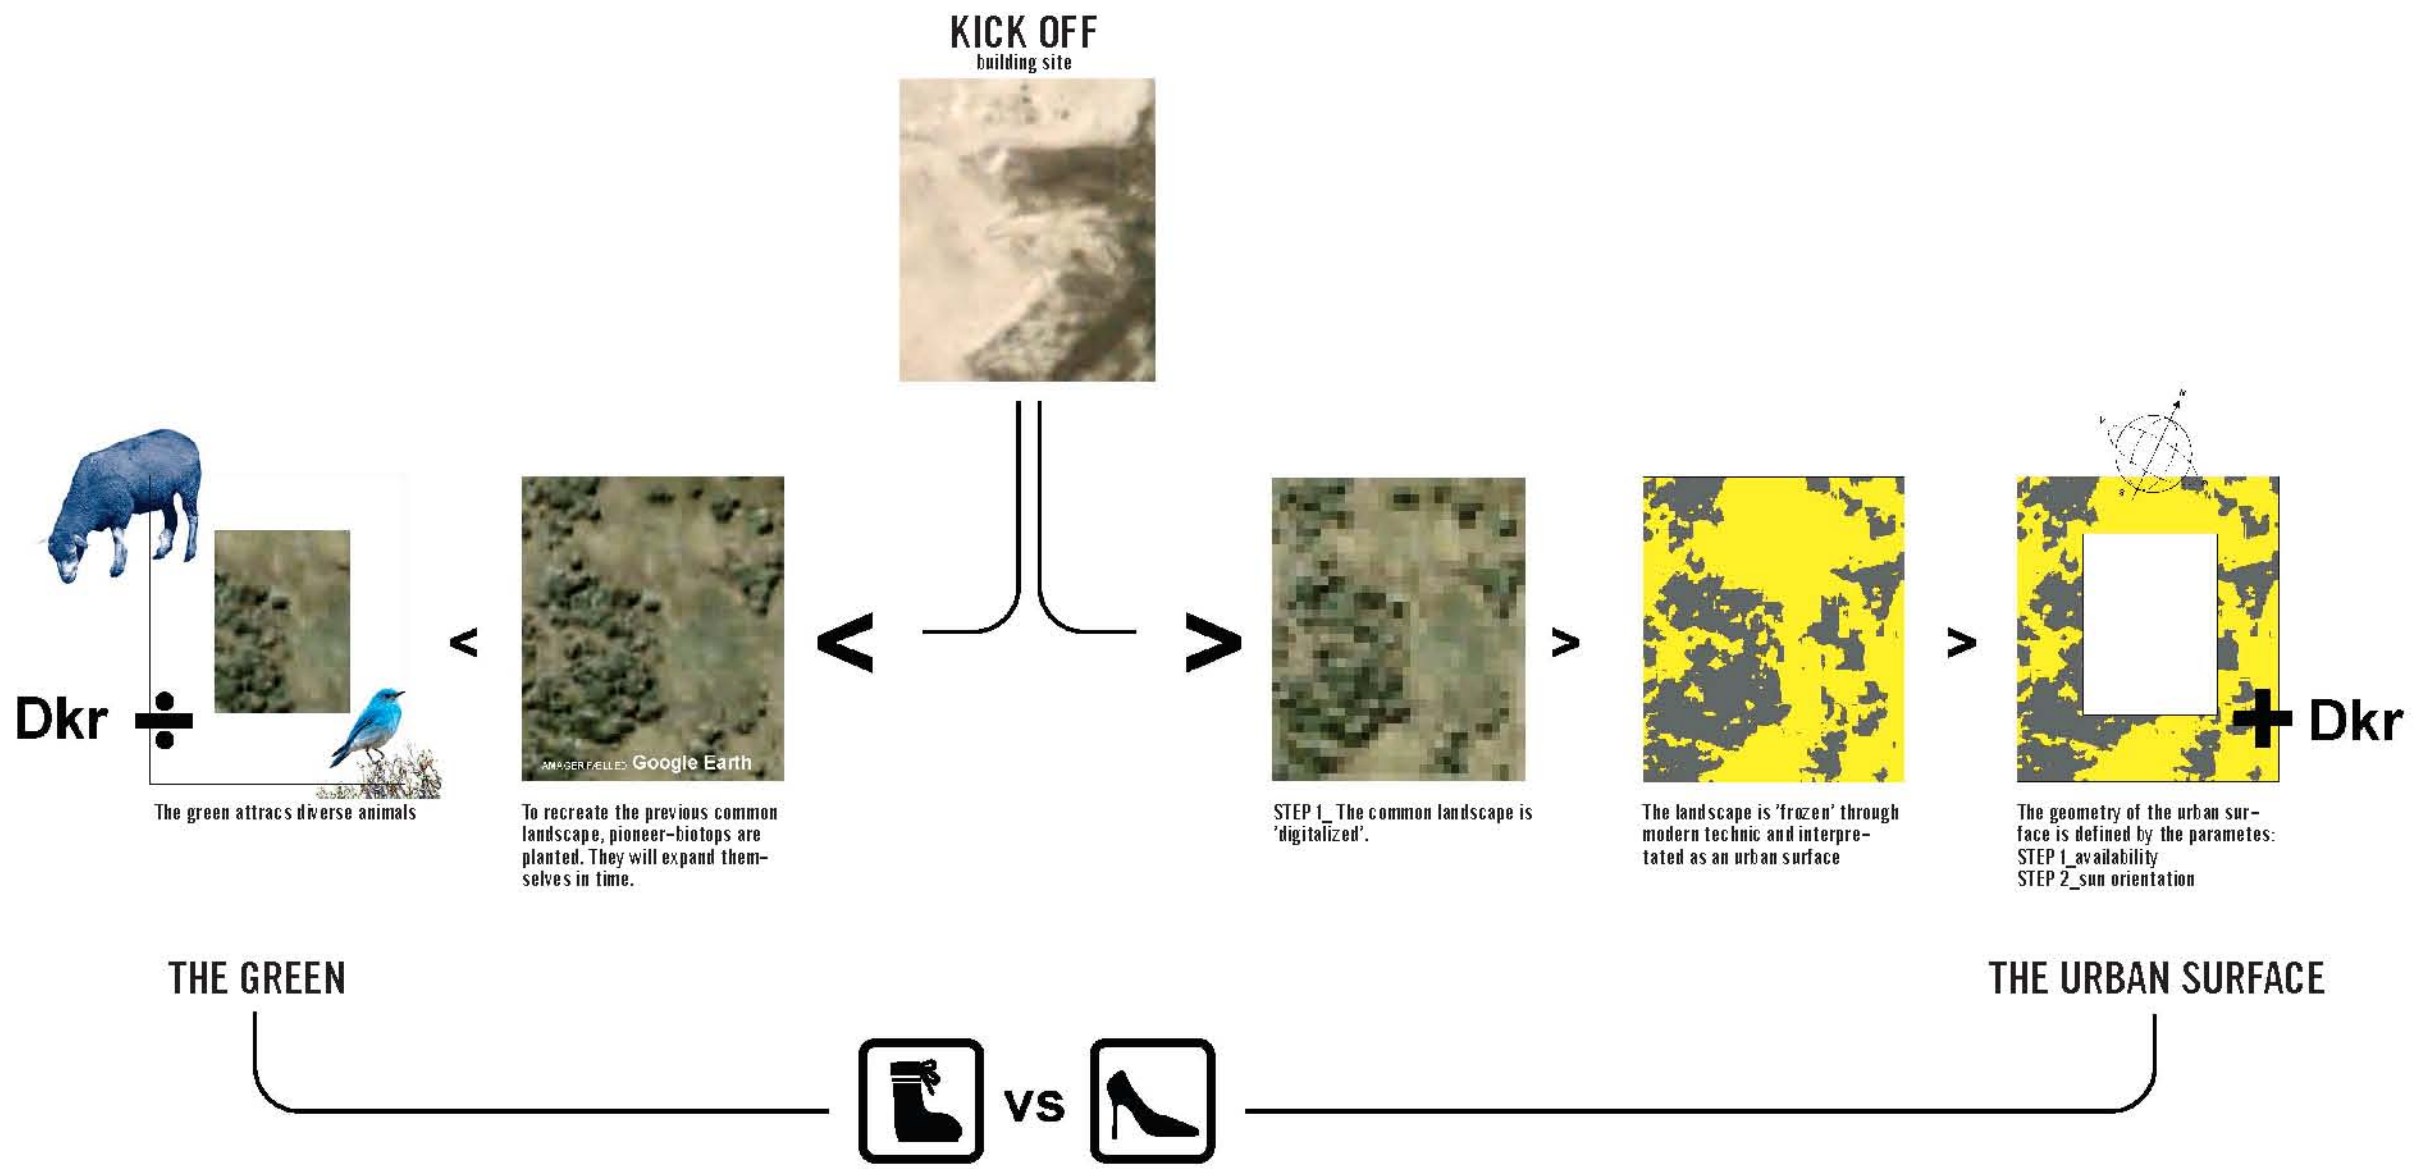 KICK OFF
building site
Dkr ÷
The green attracs diverse animals
AMAGER FÆLLED Google Earth
To recreate the previous common
landscape, pioneer-biotops are
planted. They will expand them-
selves in time.
STEP 1_ The common landscape is
'digitalized'.
The landscape is 'frozen' through
modern technic and interpre-
tated as an urban surface
N
V
S
+ Dkr
The geometry of the urban sur-
face is defined by the parametes:
STEP 1_availability
STEP 2_sun orientation
THE GREEN
THE URBAN SURFACE
vs